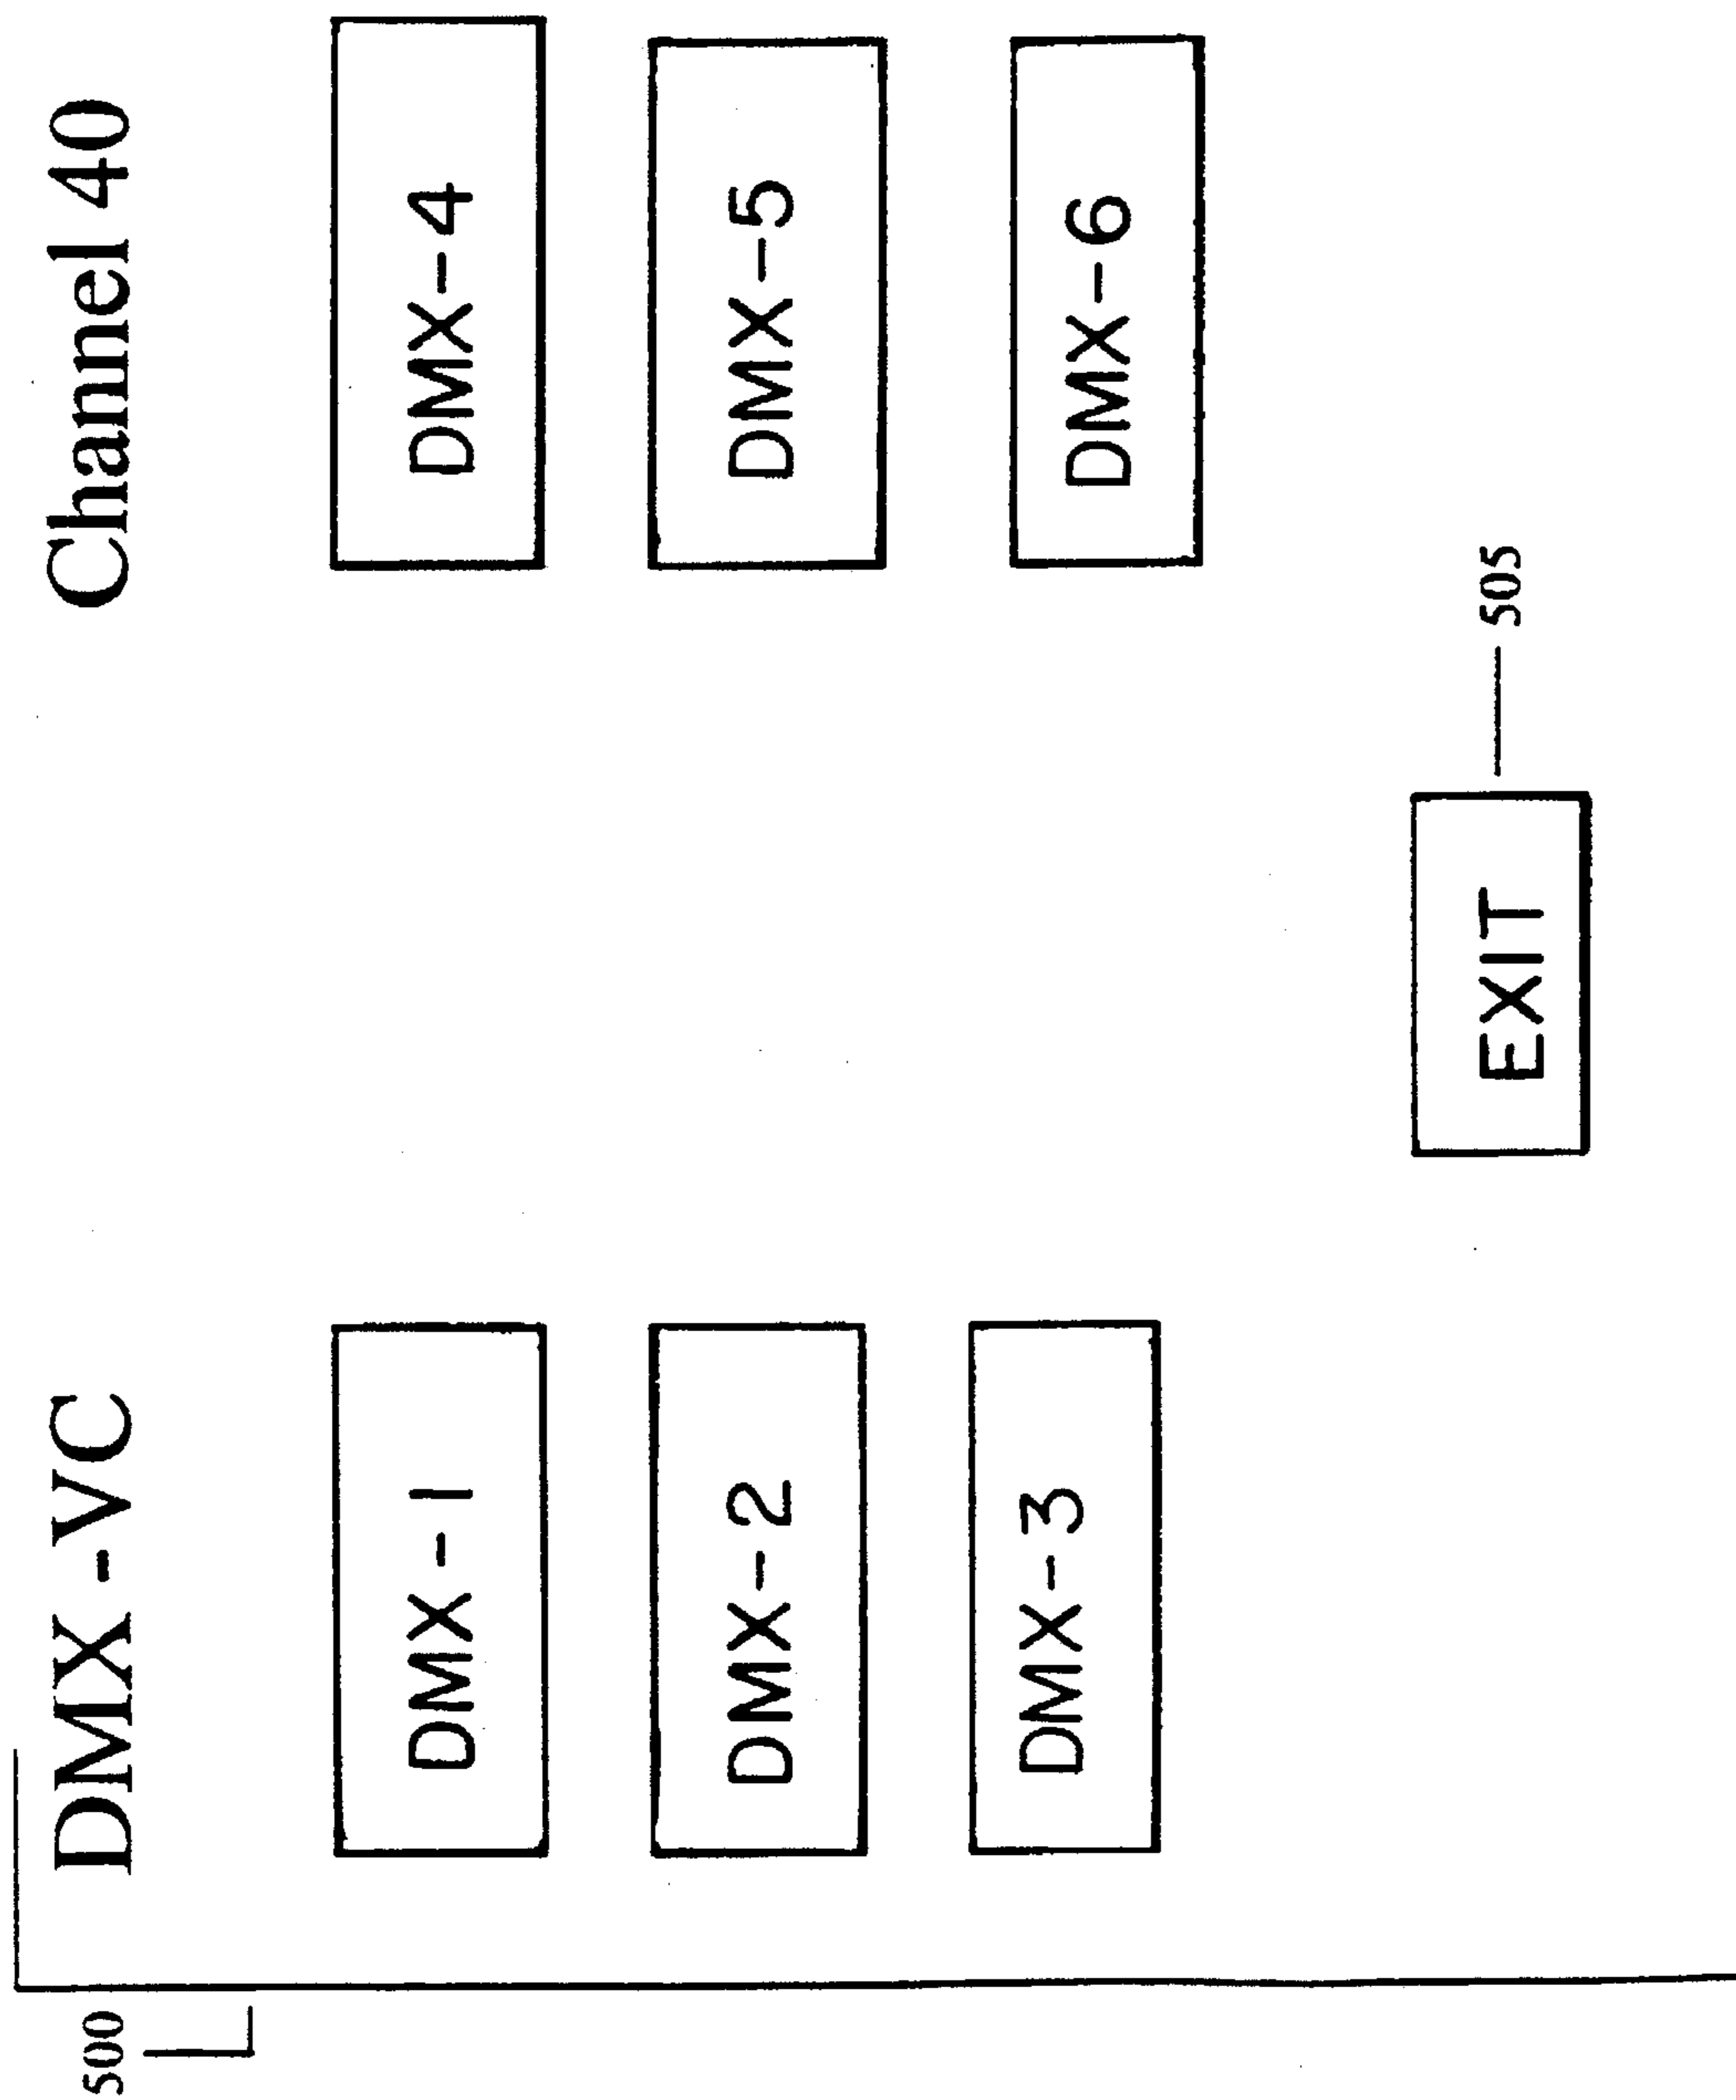 500
DMX -VC Channel 40
DMX-1 DMX-4
DMX-2 DMX-5
DMX-3 DMX-6
EXIT 505